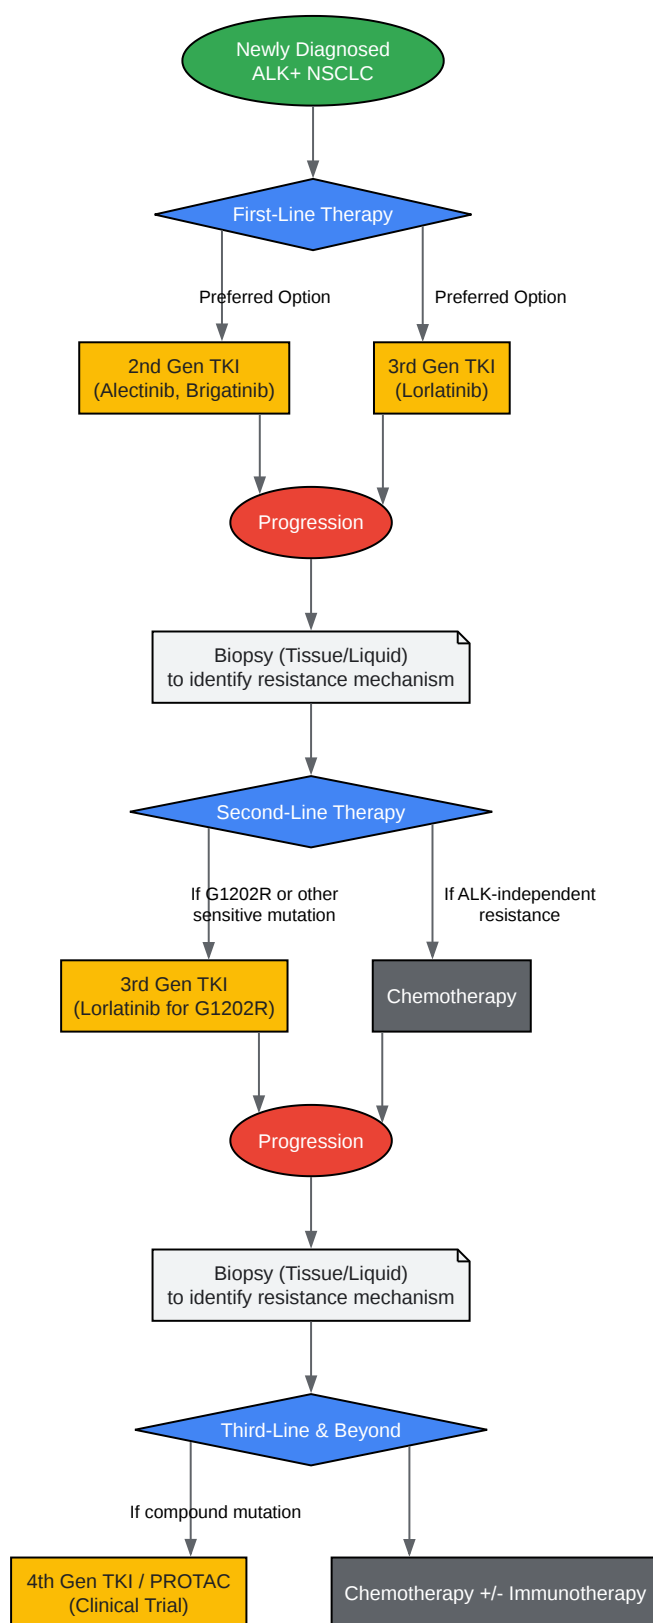 Newly Diagnosed
ALK+ NSCLC
First-Line Therapy
Preferred Option
Preferred Option
2nd Gen TKI
(Alectinib, Brigatinib)
3rd Gen TKI
(Lorlatinib)
Progression
Biopsy (Tissue/Liquid)
to identify resistance mechanism
Second-Line Therapy
If G1202R or other
sensitive mutation
If ALK-independent
resistance
3rd Gen TKI
(Lorlatinib for G1202R)
Chemotherapy
Progression
Biopsy (Tissue/Liquid)
to identify resistance mechanism
Third-Line & Beyond
If compound mutation
4th Gen TKI / PROTAC
(Clinical Trial)
Chemotherapy +/- Immunotherapy